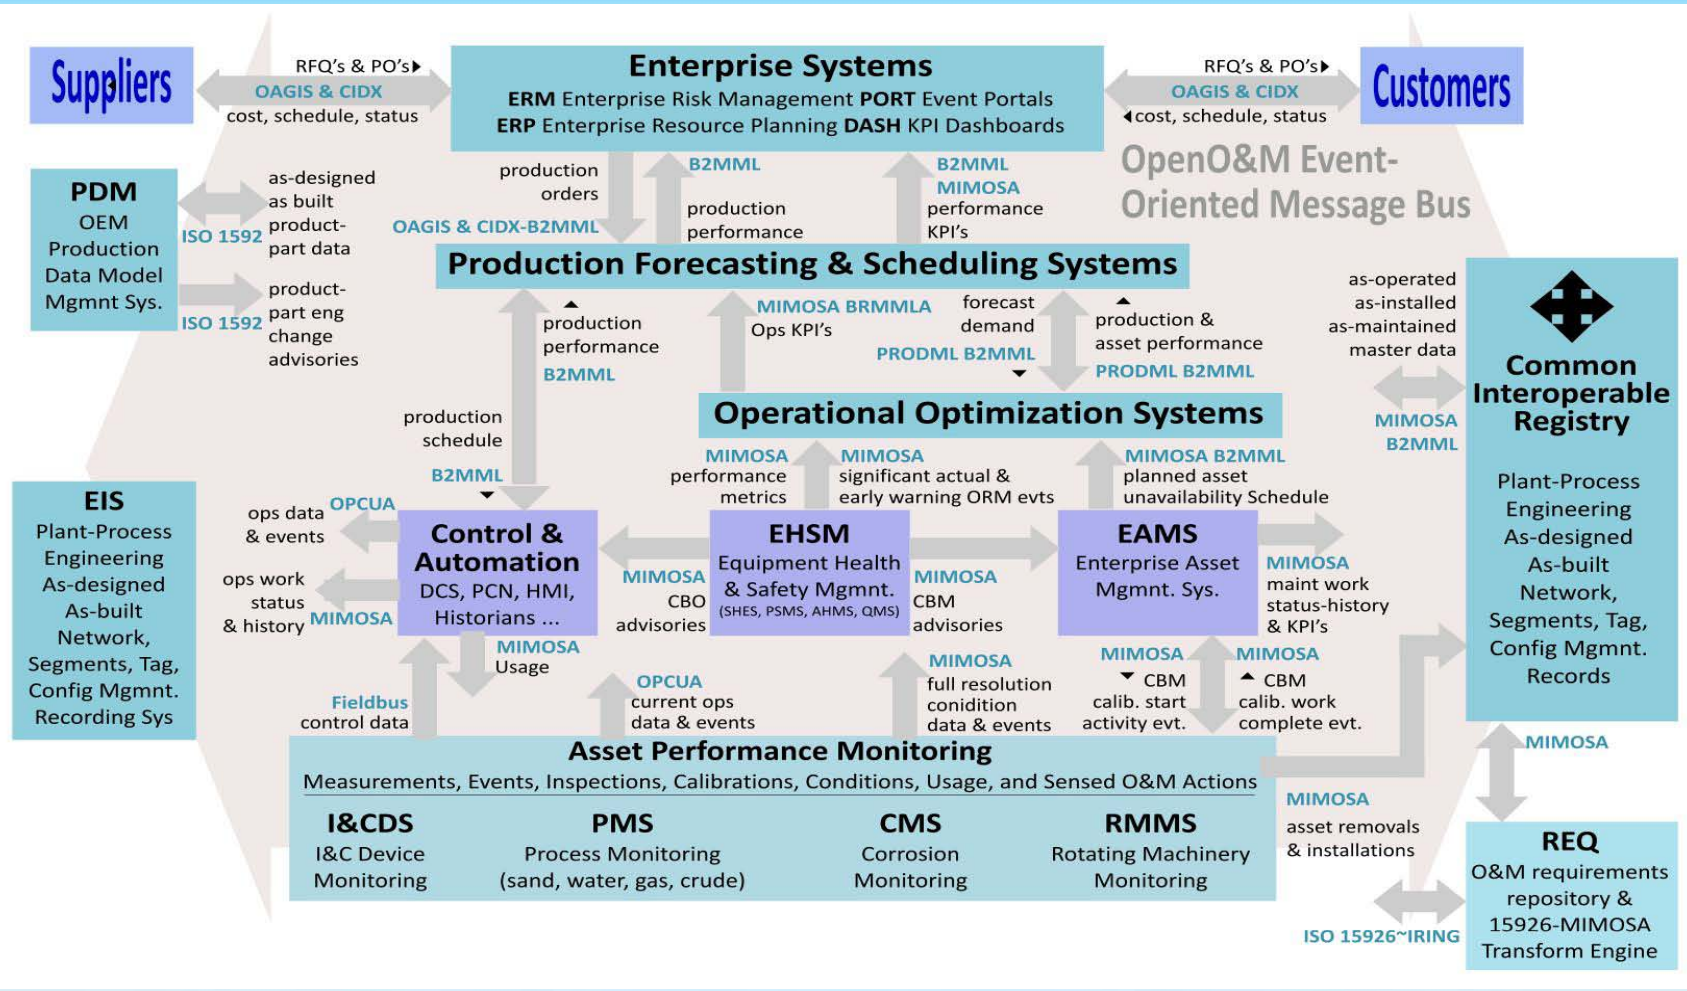 Suppliers
RFQ's & PO's
OAGIS & CIDX
cost, schedule, status
Enterprise Systems
ERM Enterprise Risk Management PORT Event Portals
ERP Enterprise Resource Planning DASH KPI Dashboards
RFQ's & PO's
OAGIS & CIDX
cost, schedule, status
Customers
OpenO&M Event-
Oriented Message Bus
PDM
OEM
Production
Data Model
Mgmnt Sys.
as-designed
as built
product-
part data
ISO 1592
product-
part eng
change
advisories
ISO 1592
production
orders
OAGIS & CIDX-B2MML
B2MML
production
performance
B2MML
MIMOSA
performance
KPI's
Production Forecasting & Scheduling Systems
production
performance
B2MML
MIMOSA BRMMLA
Ops KPI's
forecast
demand
PRODML B2MML
production &
asset performance
PRODML B2MML
as-operated
as-installed
as-maintained
master data
MIMOSA
B2MML
Common
Interoperable
Registry
Plant-Process
Engineering
As-designed
As-built
Network,
Segments, Tag,
Config Mgmnt.
Records
production
schedule
B2MML
Operational Optimization Systems
MIMOSA
performance
metrics
MIMOSA
significant actual &
early warning ORM evts
MIMOSA B2MML
planned asset
unavailability Schedule
EIS
Plant-Process
Engineering
As-designed
As-built
Network,
Segments, Tag,
Config Mgmnt.
Recording Sys
OPCUA
ops data
& events
ops work
status
& history
MIMOSA
Control &
Automation
DCS, PCN, HMI,
Historians ...
MIMOSA
CBO
advisories
EHSM
Equipment Health
& Safety Mgmnt.
(SHES, PSMS, AHMS, QMS)
MIMOSA
CBM
advisories
EAMS
Enterprise Asset
Mgmnt. Sys.
MIMOSA
maint work
status-history
& KPI's
Fieldbus
control data
MIMOSA
Usage
OPCUA
current ops
data & events
MIMOSA
full resolution
conidition
data & events
MIMOSA
CBM
calib. start
activity evt.
MIMOSA
CBM
calib. work
complete evt.
Asset Performance Monitoring
Measurements, Events, Inspections, Calibrations, Conditions, Usage, and Sensed O&M Actions
I&CDS
I&C Device
Monitoring
PMS
Process Monitoring
(sand, water, gas, crude)
CMS
Corrosion
Monitoring
RMMS
Rotating Machinery
Monitoring
MIMOSA
asset removals
& installations
MIMOSA
ISO 15926~IRING
REQ
O&M requirements
repository &
15926-MIMOSA
Transform Engine